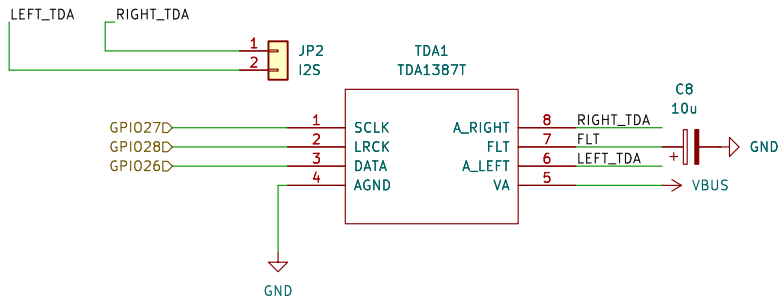 LEFT_TDA RIGHT_TDA
1 JP2
2 I2S
TDA1
TDA1387T
C8
10u
GPIO27 1 SCLK A_RIGHT 8 RIGHT_TDA
GPIO28 2 LRCK FLT 7 FLT + GND
GPIO26 3 DATA A_LEFT 6 LEFT_TDA
4 AGND VA 5 VBUS
GND